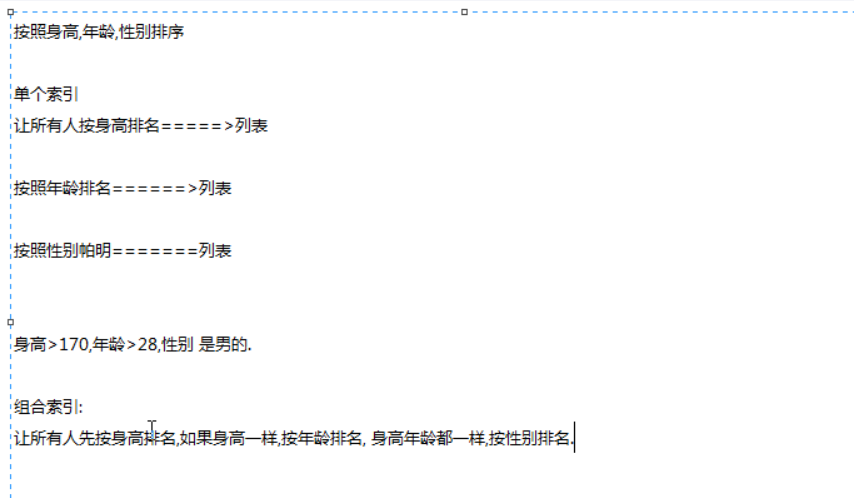 按照身高,年龄,性别排序
单个索引
让所有人按身高排名=====>列表
按照年龄排名======>列表
按照性别帕明=======列表
身高>170,年龄>28,性别 是男的.
组合索引:
让所有人先按身高排名,如果身高一样,按年龄排名, 身高年龄都一样,按性别排名.